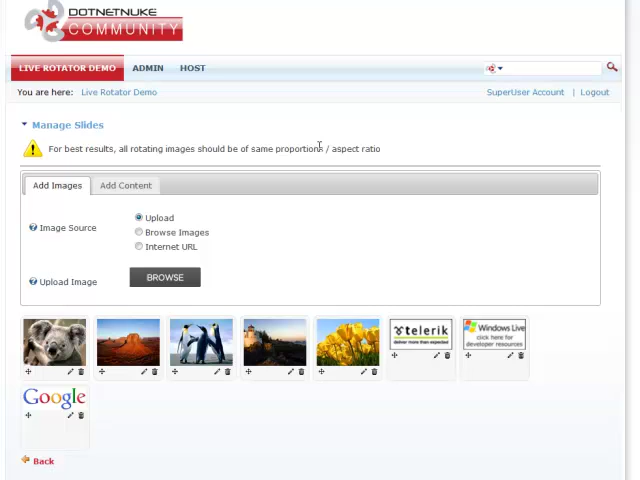 DOTNETNUKE
COMMUNITY
LIVE ROTATOR DEMO ADMIN HOST
You are here: Live Rotator Demo SuperUser Account | Logout
Manage Slides
For best results, all rotating images should be of same proportions / aspect ratio
Add Images Add Content
Image Source
Upload
Browse Images
Internet URL
Upload Image BROWSE
telerik
deliver more than expected
Windows Live
click here for
developer resources
Google
Back